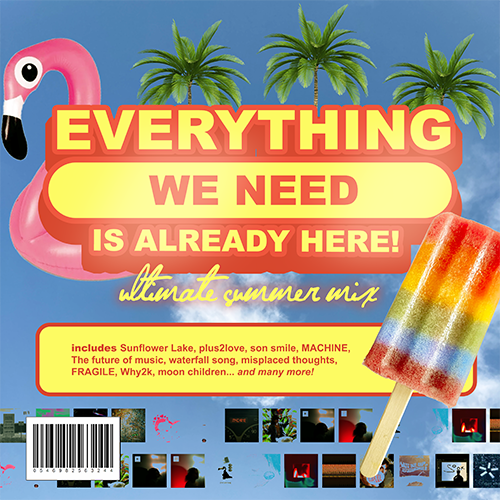 EVERYTHING
WE NEED
IS ALREADY HERE!
ultimate summer mix
includes Sunflower Lake, plus2love, son smile, MACHINE,
The future of music, waterfall song, misplaced thoughts,
FRAGILE, Why2k, moon children... and many more!